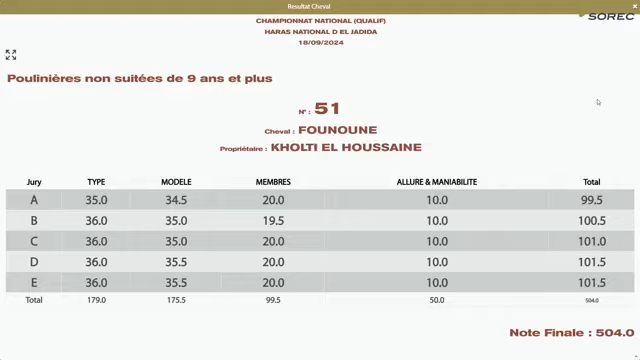 Resultat Cheval
CHAMPIONNAT NATIONAL (QUALIF)
SOREC
HARAS NATIONAL D EL JADIDA
18/09/2024
Poulinières non suitées de 9 ans et plus
N° : 51
Cheval : FOUNOUNE
Propriétaire : KHOLTI EL HOUSSAINE
Jury TYPE MODELE MEMBRES ALLURE & MANIABILITE Total
A 35.0 34.5 20.0 10.0 99.5
B 36.0 35.0 19.5 10.0 100.5
C 36.0 35.0 20.0 10.0 101.0
D 36.0 35.5 20.0 10.0 101.5
E 36.0 35.5 20.0 10.0 101.5
Total 179.0 175.5 99.5 50.0 504.0
Note Finale : 504.0